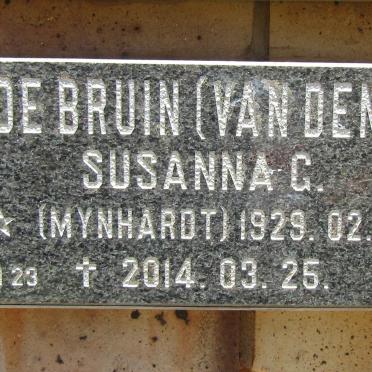 DE BRUIN (VAN DEN
SUSANNA G.
☆ (MYNHARDT) 1929. 02.
23 ✝ 2014. 03. 25.